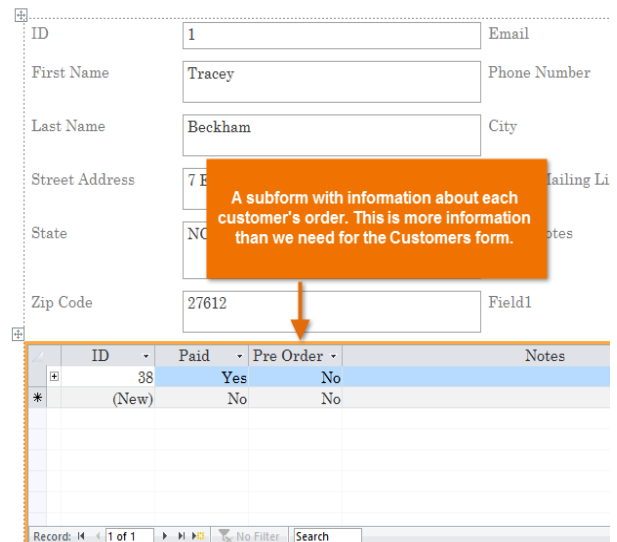 ID 1 Email
First Name Tracey Phone Number
Last Name Beckham City
Street Address 7 Mailing
A subform with information about each
customer's order. This is more information
than we need for the Customers form.
State
Zip Code 27612 Field1
ID Paid Pre Order Notes
38 Yes No
(New) No No
Record: 1 of 1 No Filter Search